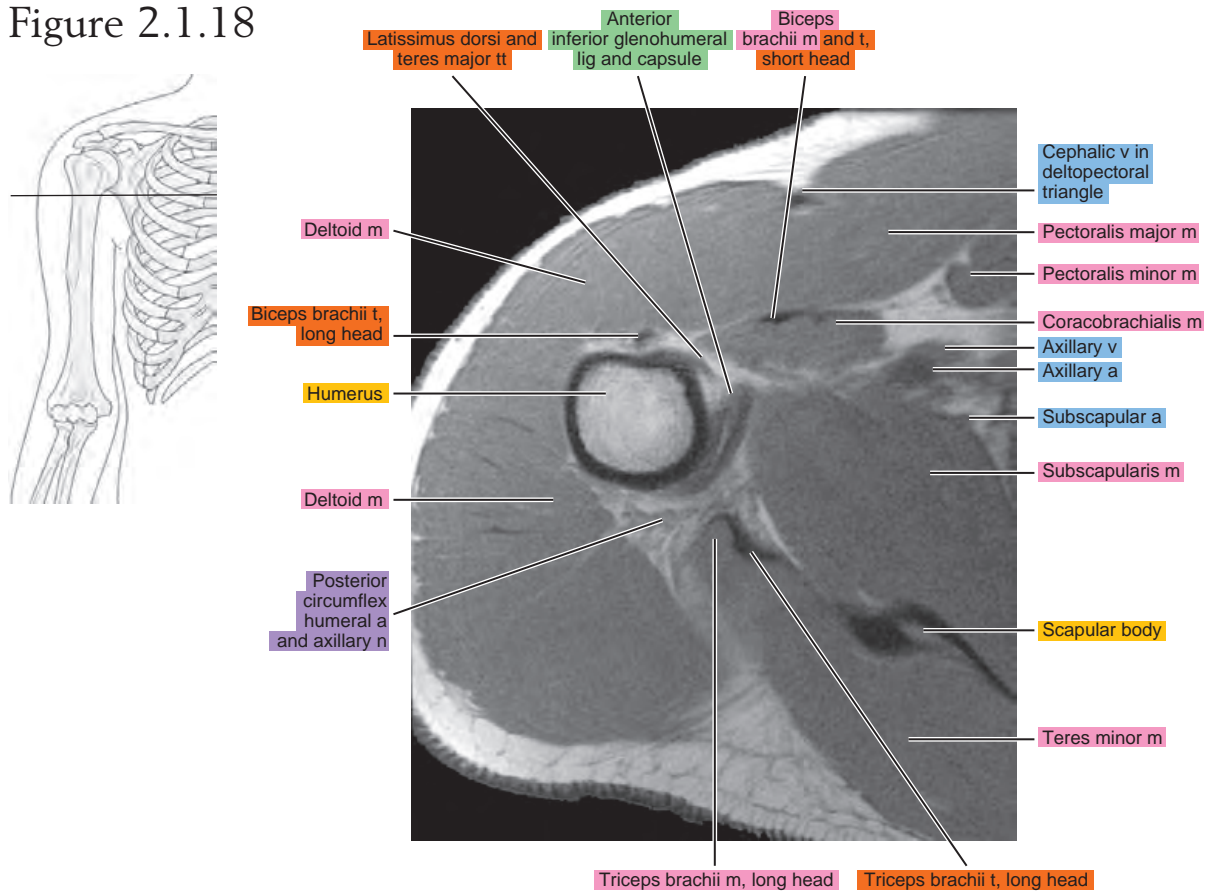 Figure 2.1.18
Latissimus dorsi and
teres major tt
Anterior
inferior glenohumeral
lig and capsule
Biceps
brachii m and t,
short head
Cephalic v in
deltopectoral
triangle
Deltoid m
Pectoralis major m
Pectoralis minor m
Biceps brachii t,
long head
Coracobrachialis m
Axillary v
Axillary a
Humerus
Subscapular a
Subscapularis m
Deltoid m
Posterior
circumflex
humeral a
and axillary n
Scapular body
Teres minor m
Triceps brachii m, long head
Triceps brachii t, long head